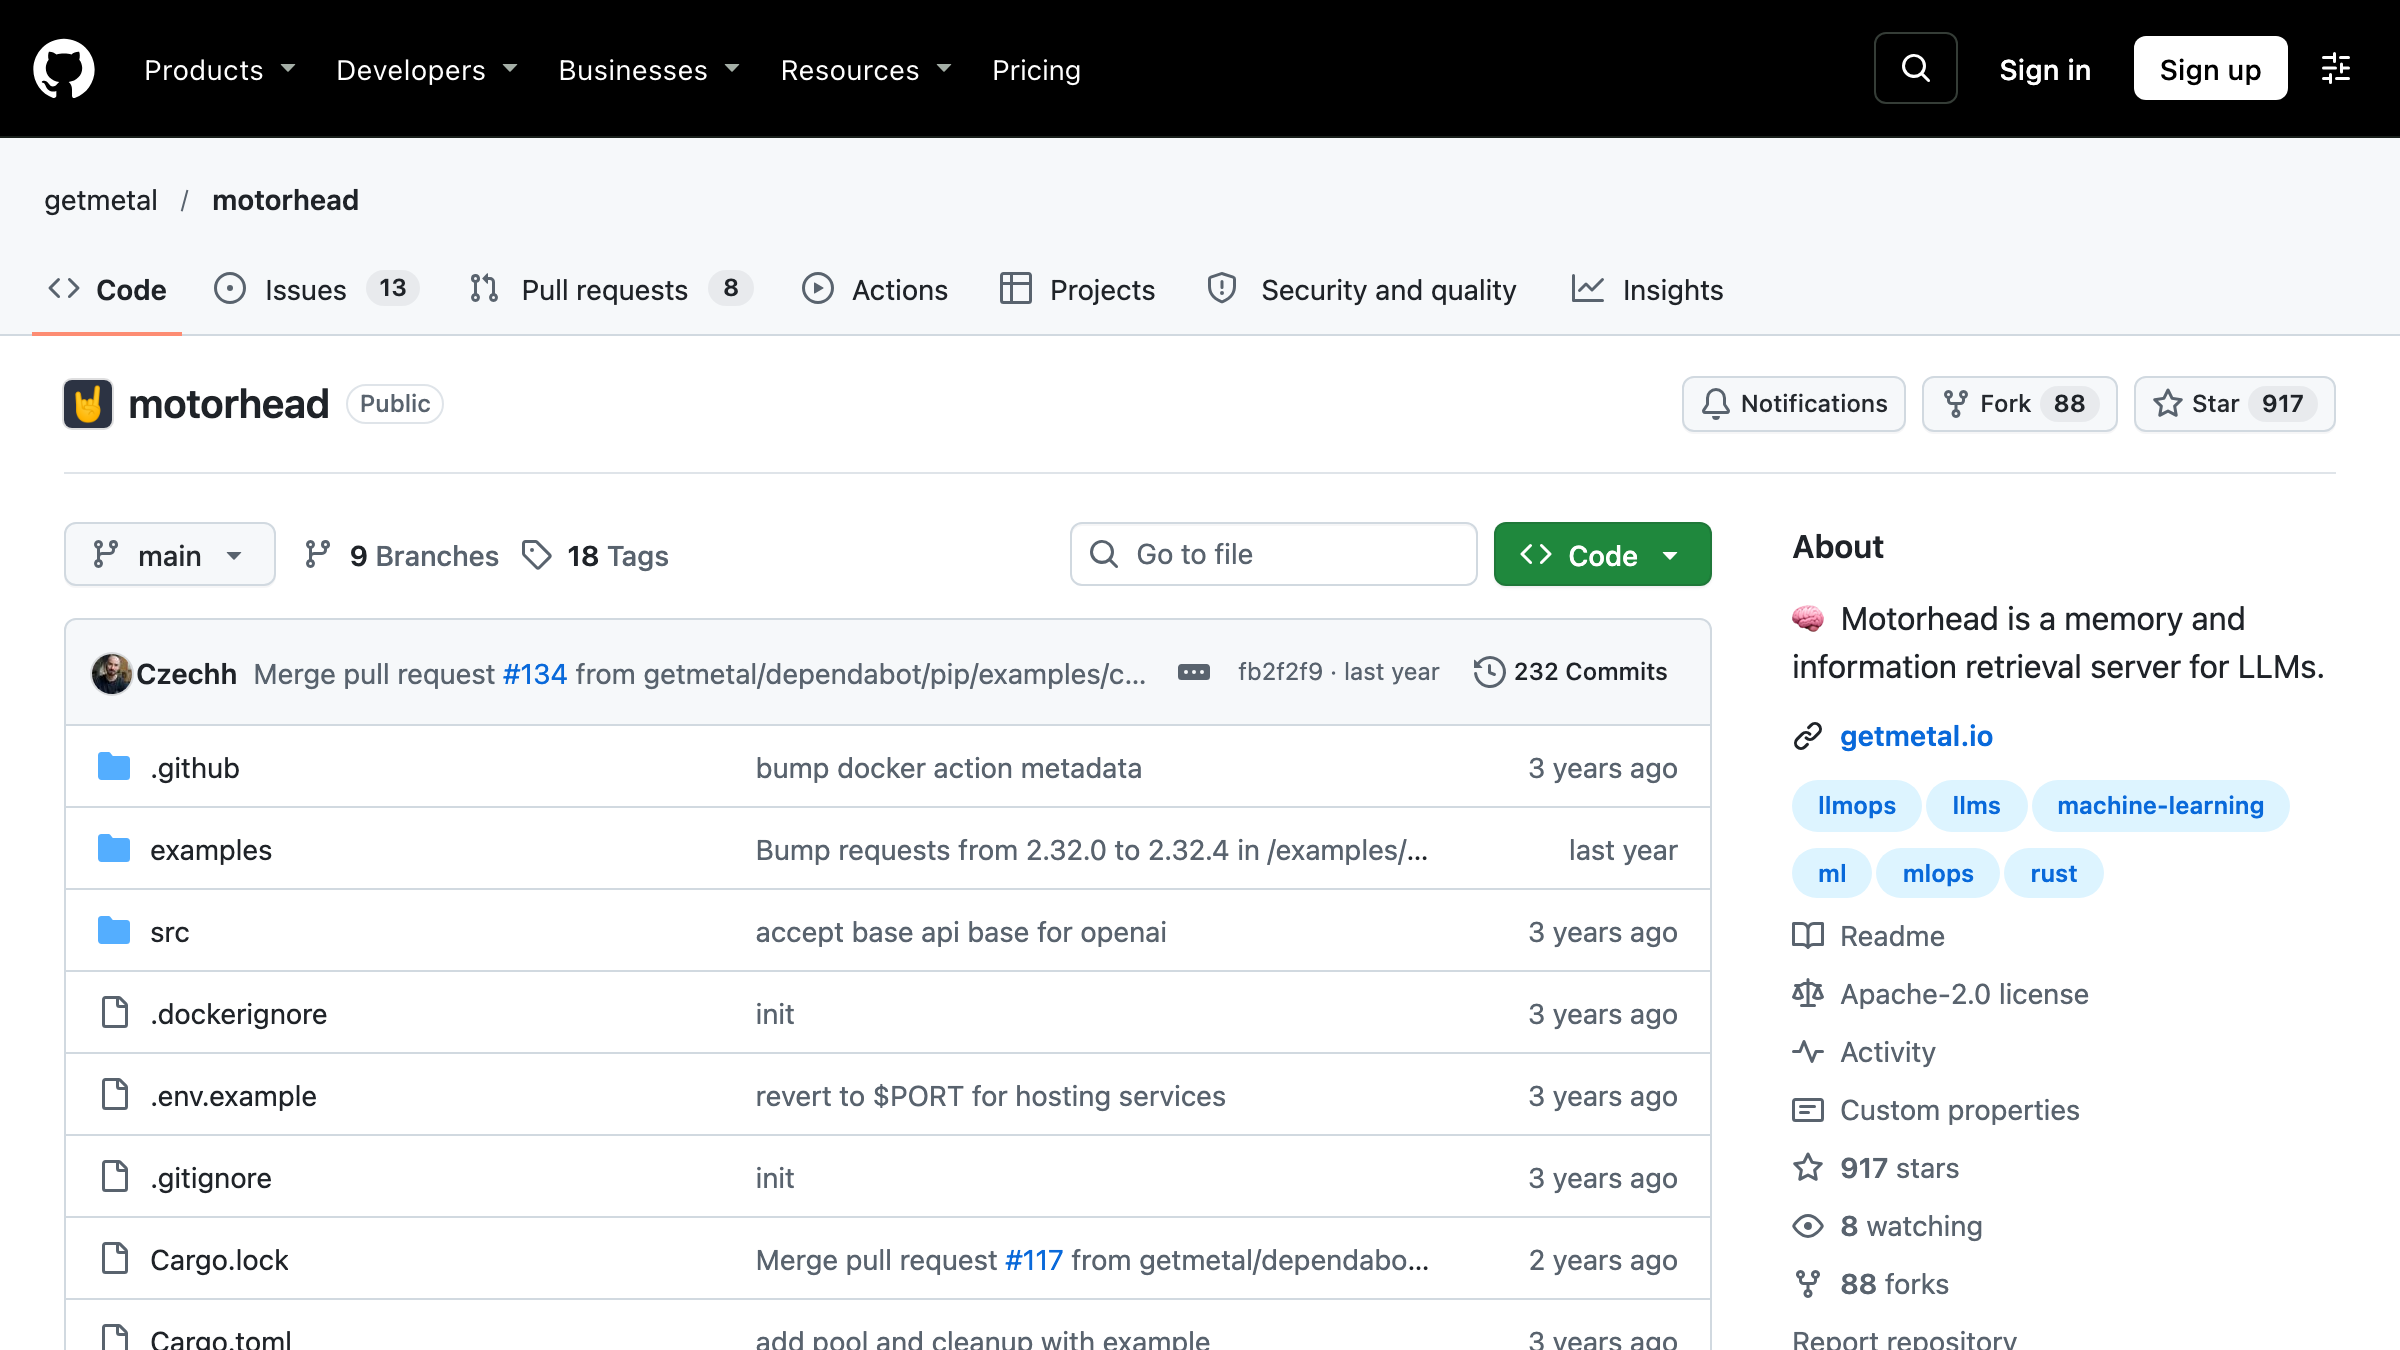 Products Developers Businesses Resources Pricing Sign in Sign up
getmetal / motorhead
Code Issues 13 Pull requests 8 Actions Projects Security and quality Insights
motorhead Public Notifications Fork 88 Star 917
main 9 Branches 18 Tags Go to file Code
Czechh Merge pull request #134 from getmetal/dependabot/pip/examples/c... fb2f2f9 · last year 232 Commits
.github bump docker action metadata 3 years ago
examples Bump requests from 2.32.0 to 2.32.4 in /examples/... last year
src accept base api base for openai 3 years ago
.dockerignore init 3 years ago
.env.example revert to $PORT for hosting services 3 years ago
.gitignore init 3 years ago
Cargo.lock Merge pull request #117 from getmetal/dependabo... 2 years ago
Cargo.toml add pool and cleanup with example 3 years ago
About
Motorhead is a memory and
information retrieval server for LLMs.
getmetal.io
llmops llms machine-learning
ml mlops rust
Readme
Apache-2.0 license
Activity
Custom properties
917 stars
8 watching
88 forks
Report repository